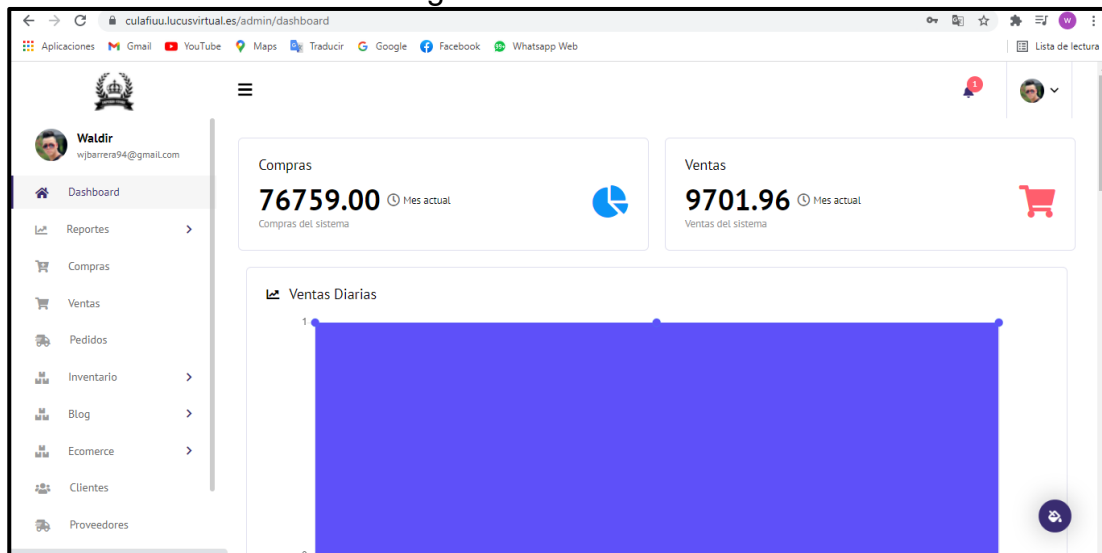 culafiuu.lucusvirtual.es/admin/dashboard
W
Aplicaciones Gmail YouTube Maps Traducir Google Facebook 99+ Whatsapp Web Lista de lectura
1
Waldir
wjbarrera94@gmail.com
Dashboard
Reportes
Compras
Ventas
Pedidos
Inventario
Blog
Ecomerce
Clientes
Proveedores
Compras
76759.00 Mes actual
Compras del sistema
Ventas
9701.96 Mes actual
Ventas del sistema
Ventas Diarias
1